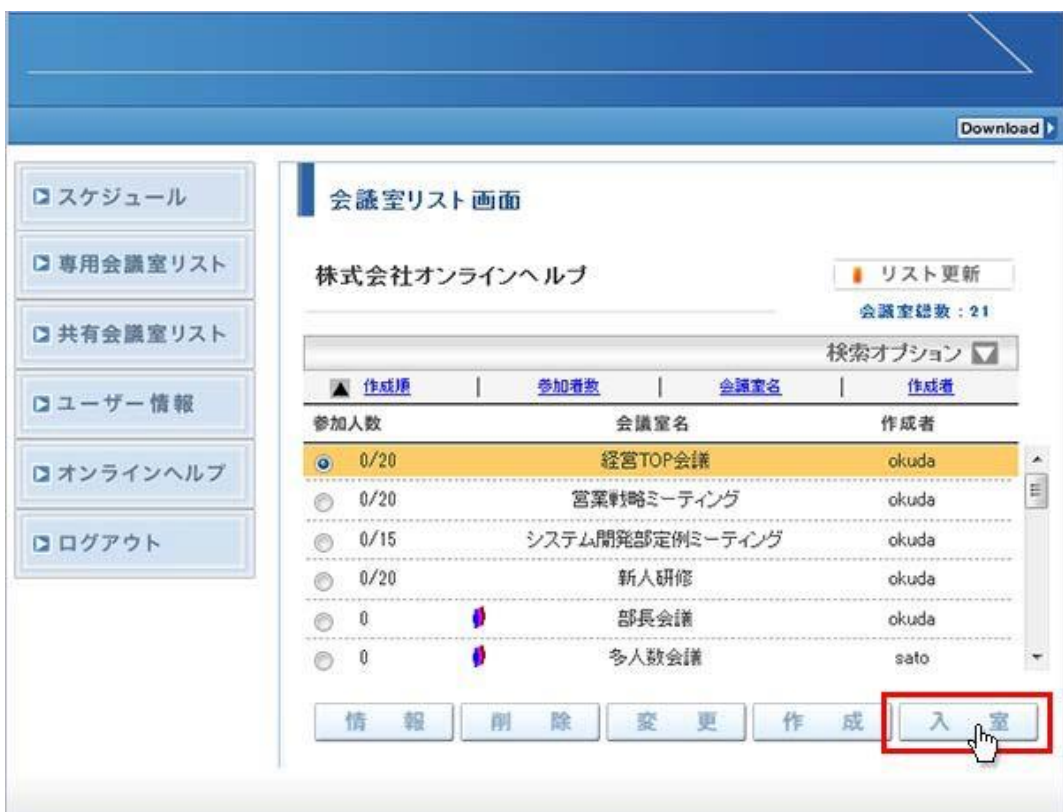 Download
スケジュール
専用会議室リスト
共有会議室リスト
ユーザー情報
オンラインヘルプ
ログアウト
会議室リスト画面
株式会社オンラインヘルプ
リスト更新
会議室総数：21
検索オプション
▲ 作成順 | 参加者数 | 会議室名 | 作成者
参加人数 会議室名 作成者
0/20 経営TOP会議 okuda
0/20 営業戦略ミーティング okuda
0/15 システム開発部定例ミーティング okuda
0/20 新人研修 okuda
0 部長会議 okuda
0 多人数会議 sato
情 報 削 除 変 更 作 成 入 室